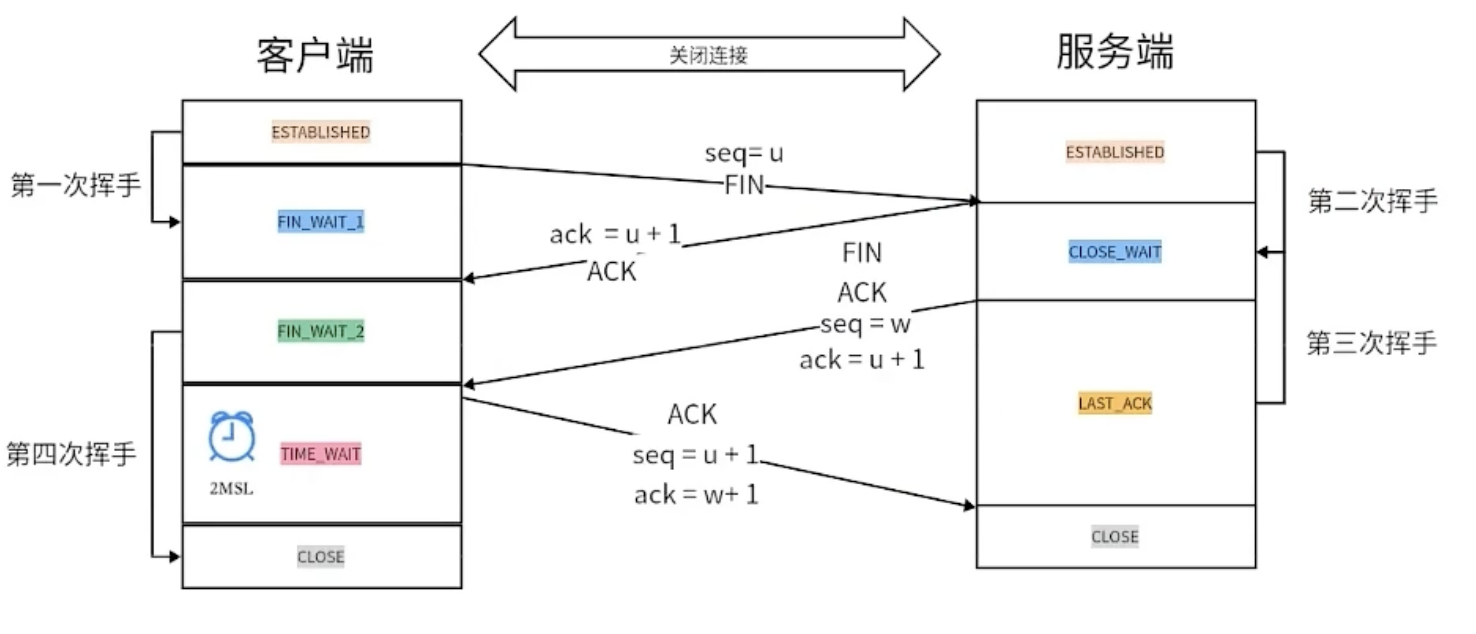 客户端
关闭连接
服务端
ESTABLISHED
ESTABLISHED
seq= u
FIN
第一次挥手
第二次挥手
FIN_WAIT_1
ack = u + 1
ACK
CLOSE_WAIT
FIN
ACK
seq = w
ack = u + 1
FIN_WAIT_2
第三次挥手
LAST_ACK
ACK
seq = u + 1
ack = w+ 1
第四次挥手
TIME_WAIT
2MSL
CLOSE
CLOSE